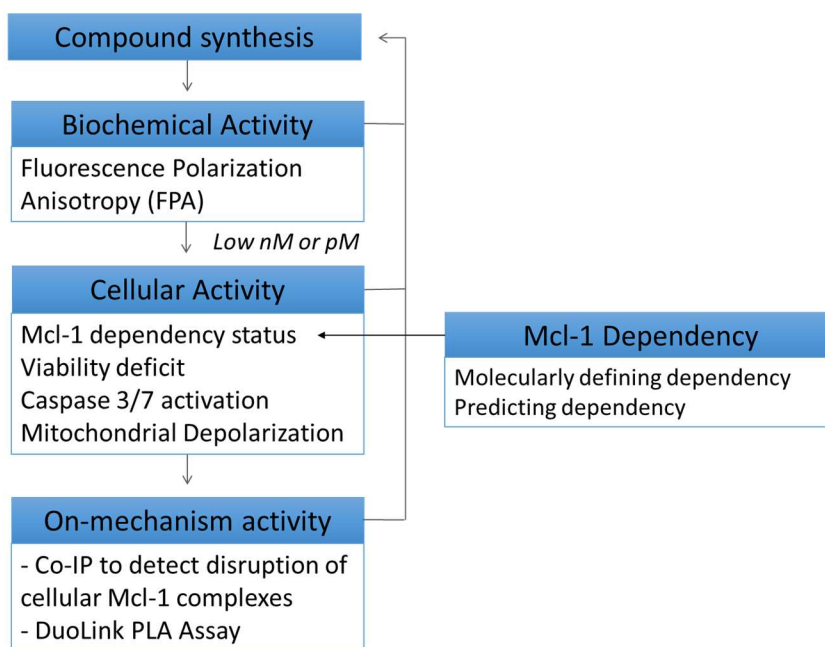 Compound synthesis
Biochemical Activity
Fluorescence Polarization
Anisotropy (FPA)
Low nM or pM
Cellular Activity
Mcl-1 dependency status
Viability deficit
Caspase 3/7 activation
Mitochondrial Depolarization
Mcl-1 Dependency
Molecularly defining dependency
Predicting dependency
On-mechanism activity
- Co-IP to detect disruption of
cellular Mcl-1 complexes
- DuoLink PLA Assay